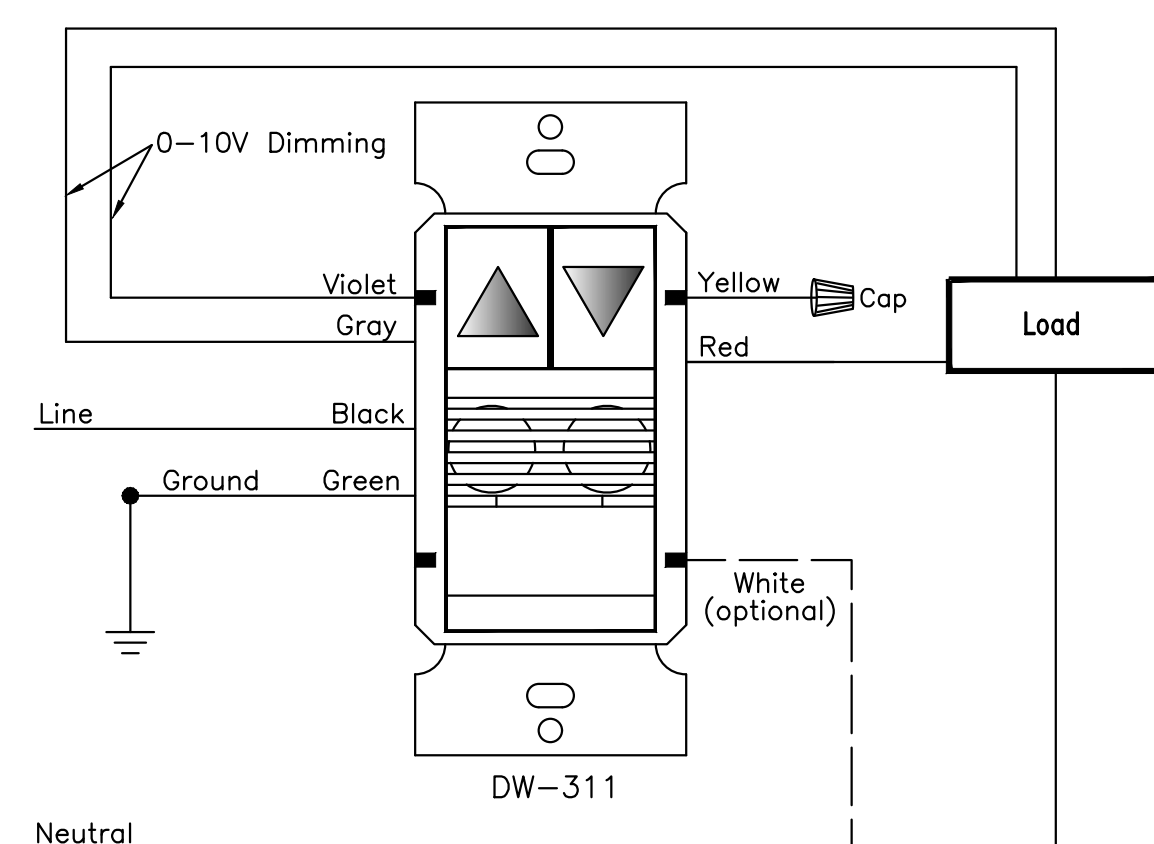 0-10V Dimming
Violet
Yellow
Cap
Gray
Load
Red
Line
Black
Ground
Green
White
(optional)
DW-311
Neutral